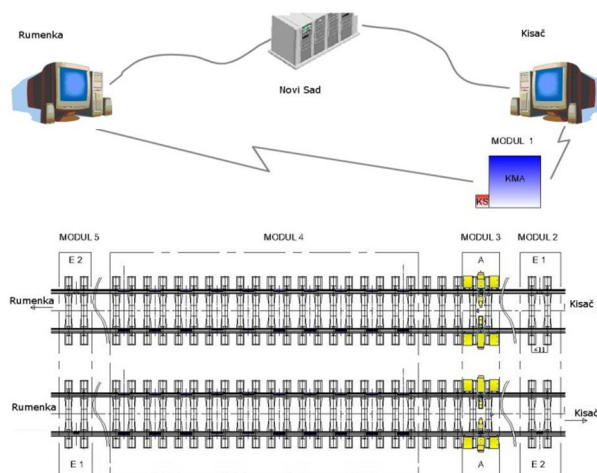 Rumenka
Kisač
Novi Sad
MODUL 1
KMA
KS
MODUL 5
MODUL 4
MODUL 3
MODUL 2
E 2
A
E 1
Rumenka
Kisač
Rumenka
Kisač
E 1
A
E 2